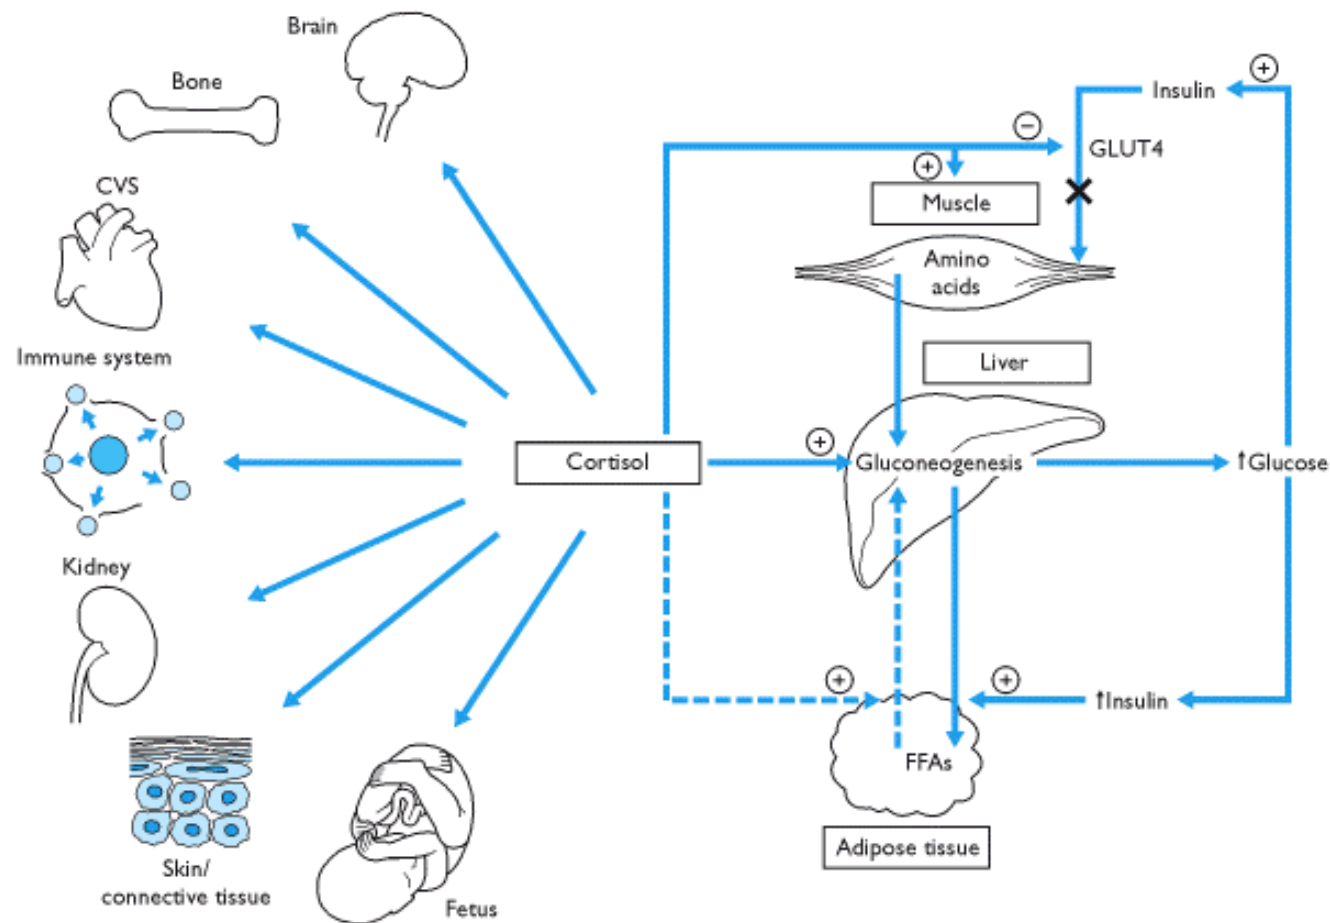 Brain
Bone
CVS
Immune system
Kidney
Skin/
connective tissue
Fetus
Cortisol
+
−
Insulin
+
GLUT4
+
Muscle
Amino
acids
Liver
+
Gluconeogenesis
↑Glucose
+
+
↑Insulin
FFAs
Adipose tissue